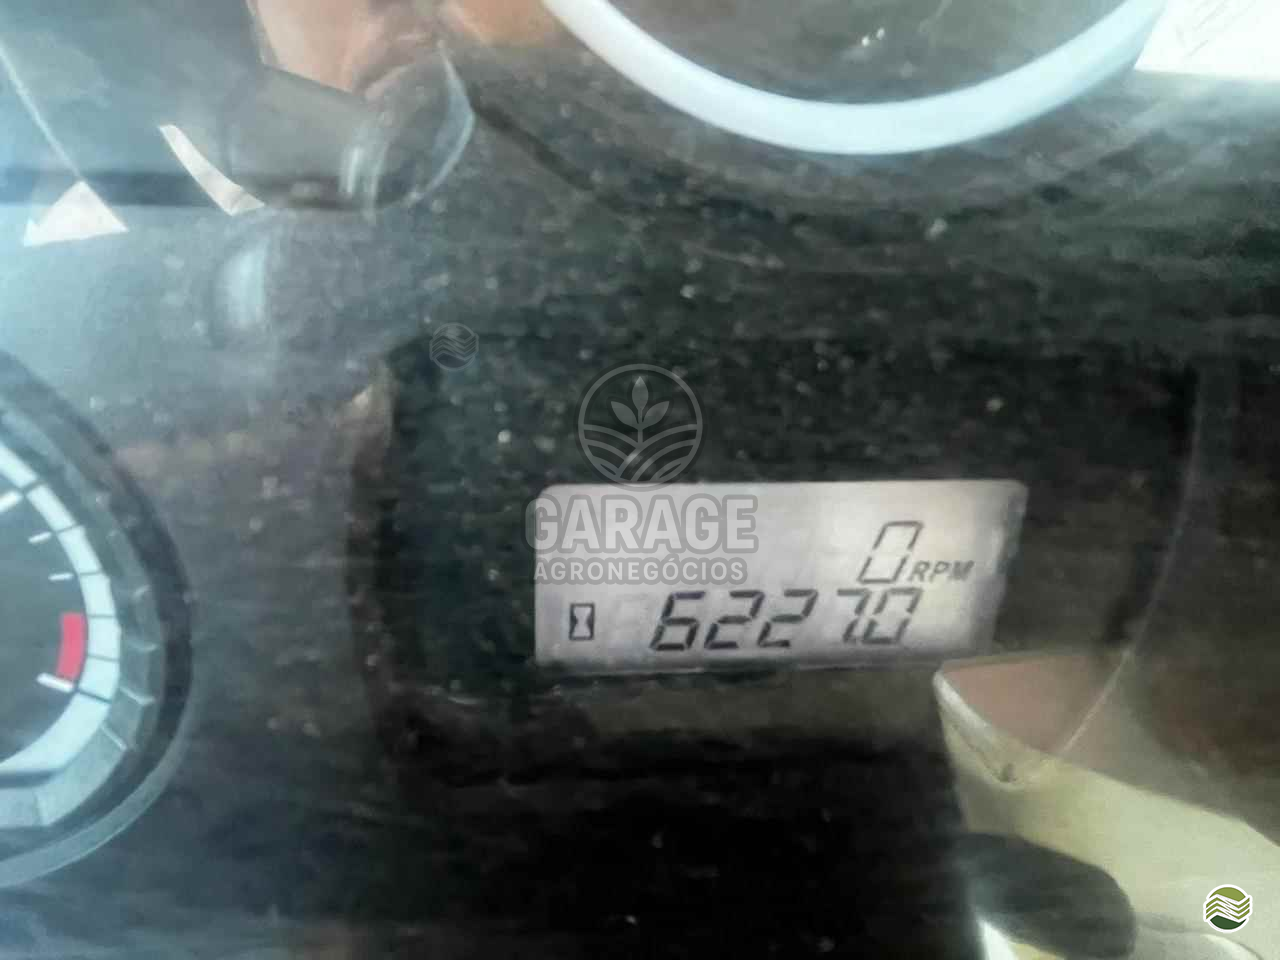 GARAGE
AGRONEGÓCIOS
0 RPM
6227.0